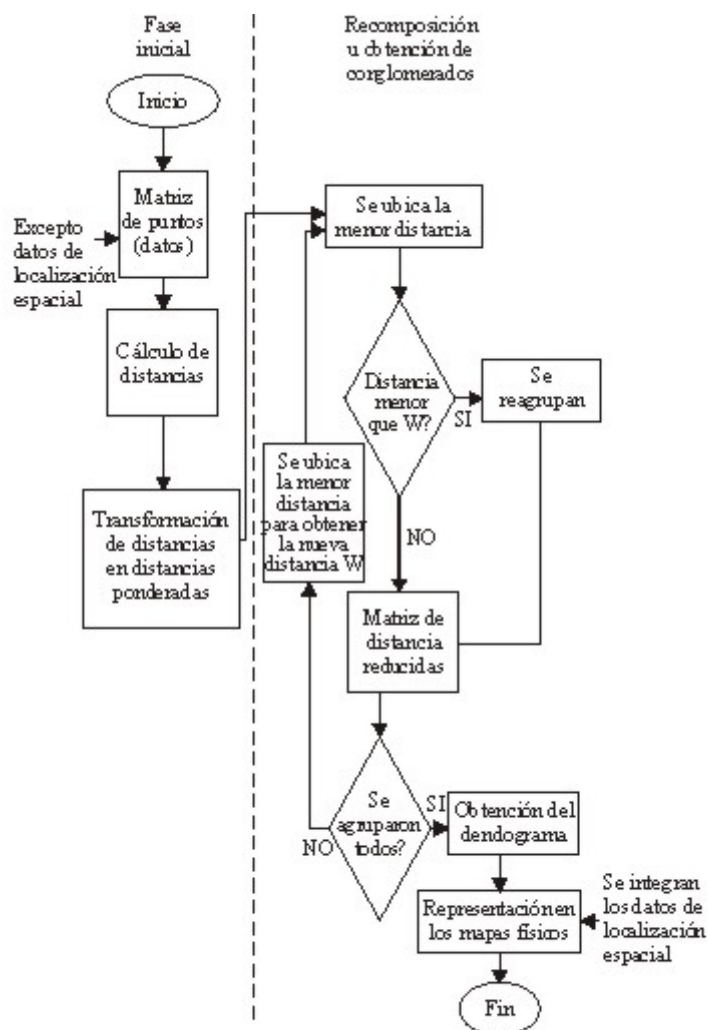 Fase
inicial
Inicio
Matriz
de puntos
(datos)
Excepto
datos de
localización
espacial
Cálculo de
distancias
Transformación
de distancias
en distancias
ponderadas
Recomposición
u obtención de
conglomerados
Se ubica la
menor distancia
Distancia
menor
que W?
SI
Se
reagrupan
Se ubica
la menor
distancia
para obtener
la nueva
distancia W
NO
Matriz de
distancia
reducidas
Se
agruparon
todos?
NO
SI
Obtención del
dendograma
Representación en
los mapas físicos
Se integran
los datos de
localización
espacial
Fin